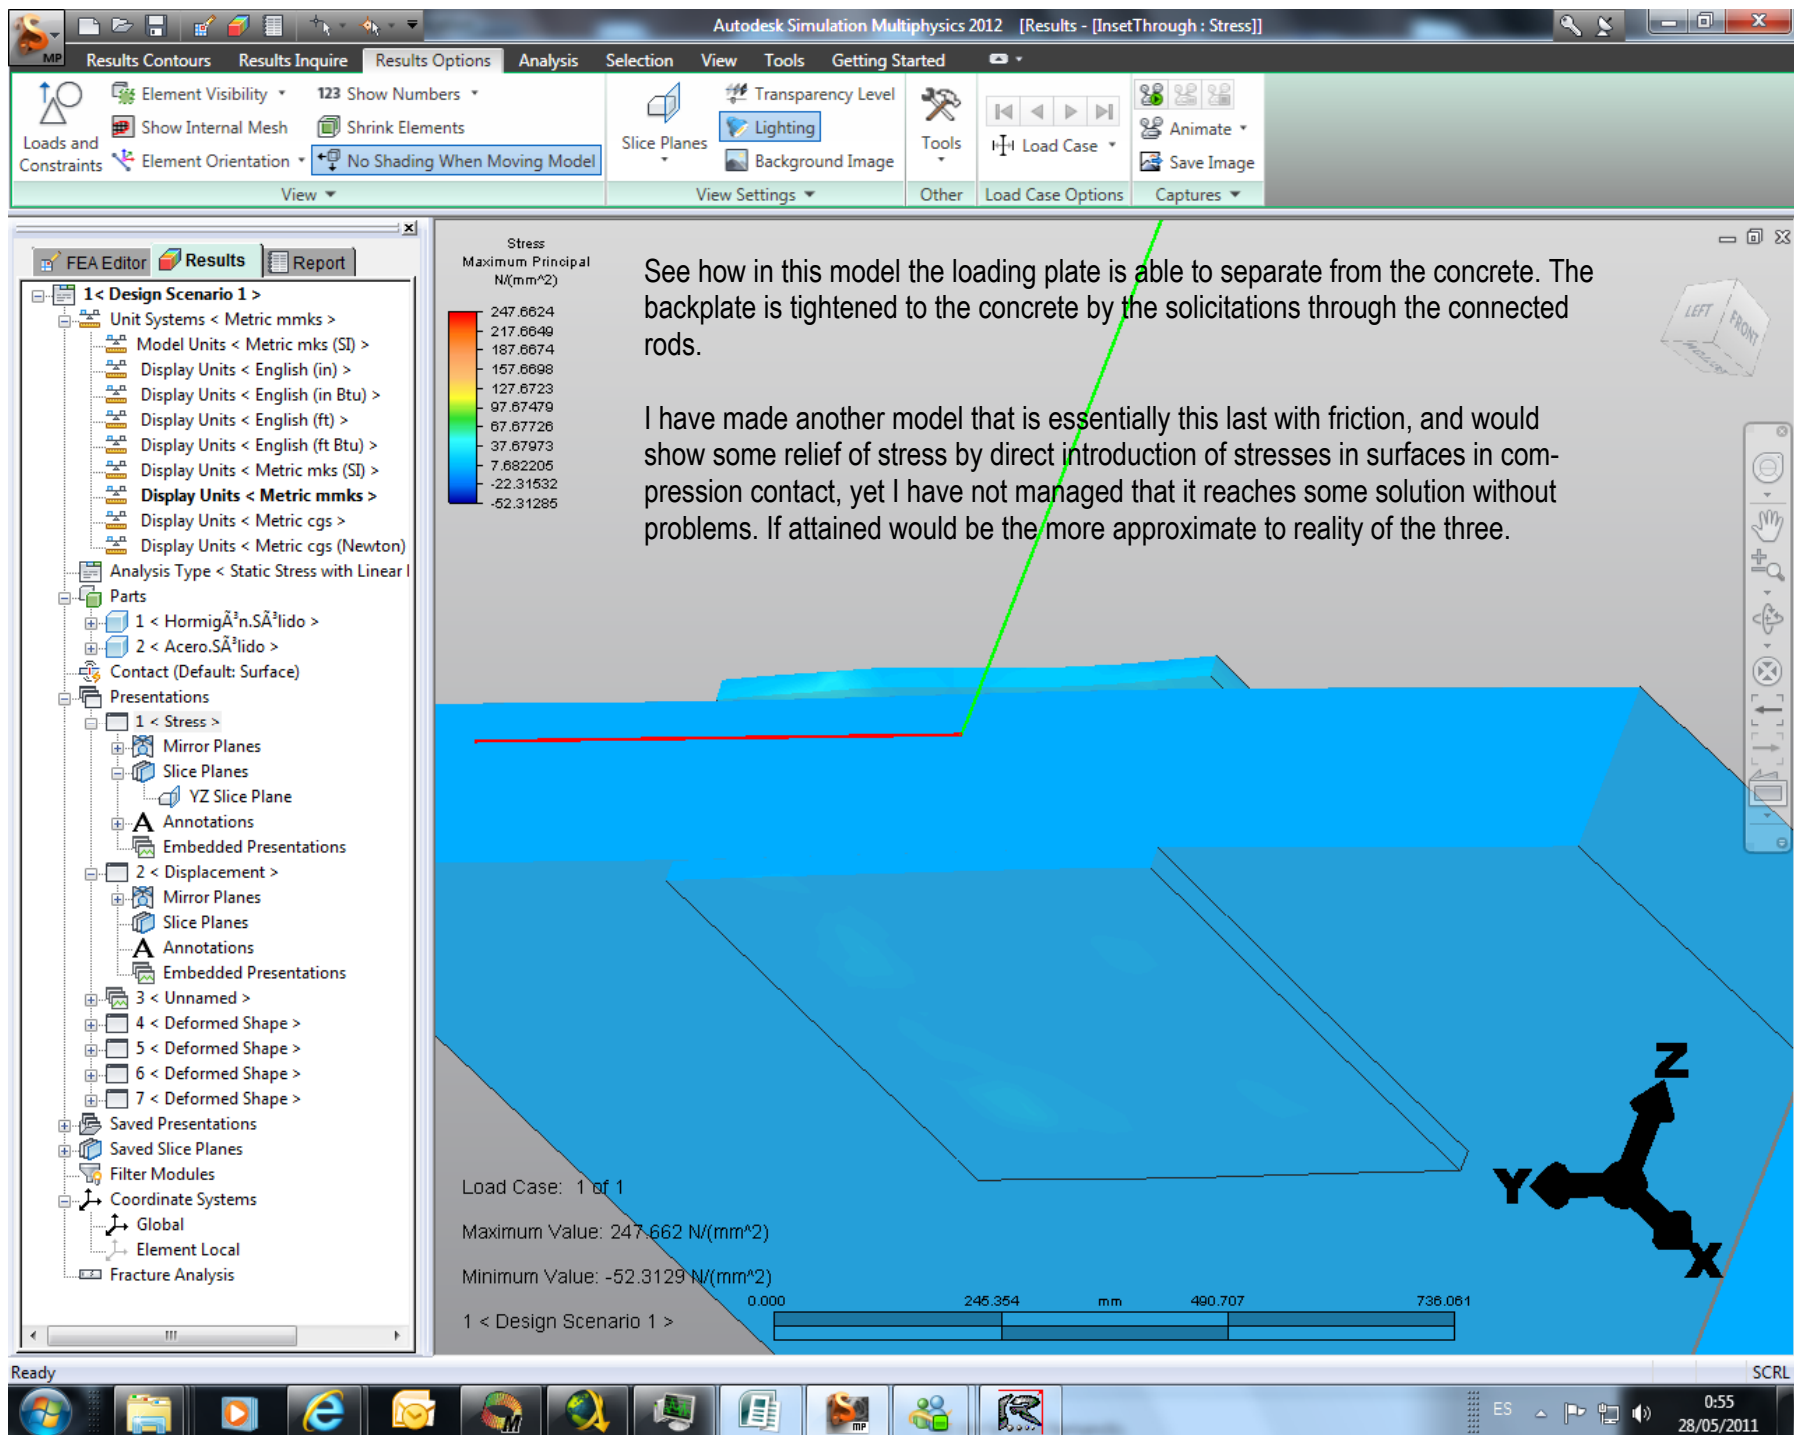 Autodesk Simulation Multiphysics 2012 [Results - [InsetThrough : Stress]]
MP
Results Contours Results Inquire Results Options Analysis Selection View Tools Getting Started
Loads and
Constraints
Element Visibility
Show Internal Mesh
Element Orientation
123 Show Numbers
Shrink Elements
No Shading When Moving Model
View
Slice Planes
Transparency Level
Lighting
Background Image
View Settings
Tools
Other
Load Case
Load Case Options
Animate
Save Image
Captures
FEA Editor Results Report
1< Design Scenario 1 >
Unit Systems < Metric mmks >
Model Units < Metric mks (SI) >
Display Units < English (in) >
Display Units < English (in Btu) >
Display Units < English (ft) >
Display Units < English (ft Btu) >
Display Units < Metric mks (SI) >
Display Units < Metric mmks >
Display Units < Metric cgs >
Display Units < Metric cgs (Newton)
Analysis Type < Static Stress with Linear
Parts
1 < HormigÃ³n.SÃ³lido >
2 < Acero.SÃ³lido >
Contact (Default: Surface)
Presentations
1 < Stress >
Mirror Planes
Slice Planes
YZ Slice Plane
A Annotations
Embedded Presentations
2 < Displacement >
Mirror Planes
Slice Planes
A Annotations
Embedded Presentations
3 < Unnamed >
4 < Deformed Shape >
5 < Deformed Shape >
6 < Deformed Shape >
7 < Deformed Shape >
Saved Presentations
Saved Slice Planes
Filter Modules
Coordinate Systems
Global
Element Local
Fracture Analysis
Stress
Maximum Principal
N/(mm^2)
247.6624
217.6649
187.6674
157.6698
127.6723
97.67479
67.67726
37.67973
7.682205
-22.31532
-52.31285
See how in this model the loading plate is able to separate from the concrete. The
backplate is tightened to the concrete by the solicitations through the connected
rods.
I have made another model that is essentially this last with friction, and would
show some relief of stress by direct introduction of stresses in surfaces in com-
pression contact, yet I have not managed that it reaches some solution without
problems. If attained would be the more approximate to reality of the three.
LEFT FRONT
Z
Y
X
Load Case: 1 of 1
Maximum Value: 247.662 N/(mm^2)
Minimum Value: -52.3129 N/(mm^2)
1 < Design Scenario 1 >
0.000 245.354 mm 490.707 736.061
Ready SCRL
ES
0:55
28/05/2011